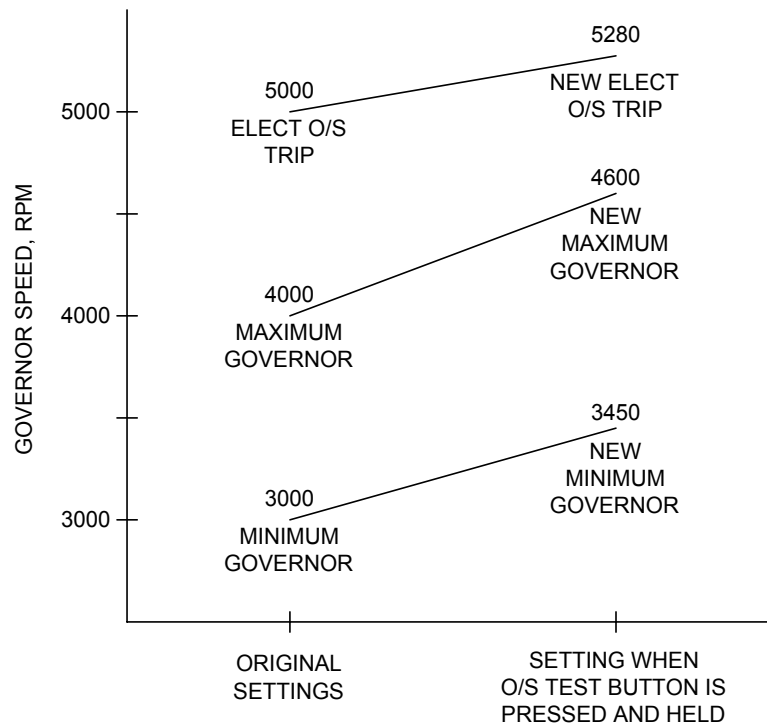 5280
5000
NEW ELECT
O/S TRIP
5000
ELECT O/S
TRIP
4600
NEW
MAXIMUM
GOVERNOR
4000
4000
MAXIMUM
GOVERNOR
3450
NEW
MINIMUM
GOVERNOR
3000
3000
MINIMUM
GOVERNOR
GOVERNOR SPEED, RPM
ORIGINAL
SETTINGS
SETTING WHEN
O/S TEST BUTTON IS
PRESSED AND HELD